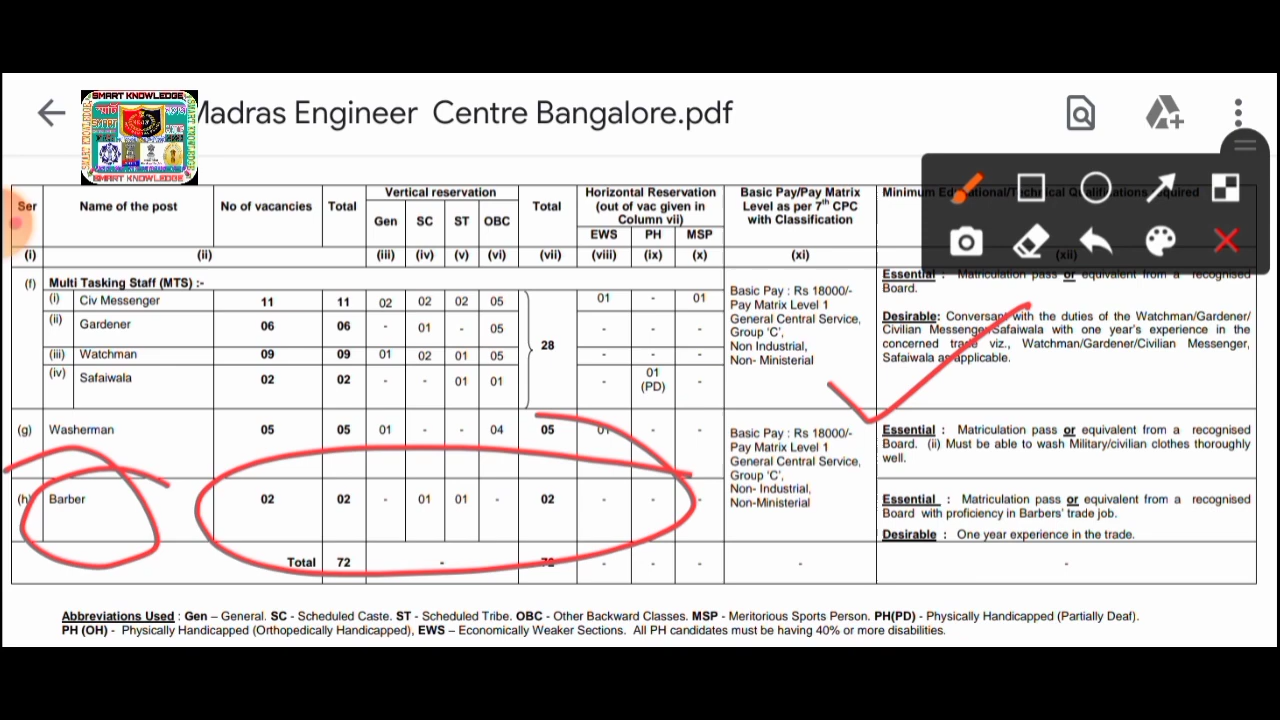 SMART KNOWLEDGE
SMART KNOWLEDGE
Madras Engineer Centre Bangalore.pdf
Ser Name of the post No of vacancies Total Vertical reservation Total Horizontal Reservation (out of vac given in Column vii) Basic Pay/Pay Matrix Level as per 7th CPC with Classification Minimum
Gen SC ST OBC EWS PH MSP
(i) (ii) (iii) (iv) (v) (vi) (vii) (viii) (ix) (x) (xi) (xii)
(f) Multi Tasking Staff (MTS) :-
(i) Civ Messenger 11 11 02 02 02 05 01 - 01
(ii) Gardener 06 06 - 01 - 05 - - -
(iii) Watchman 09 09 01 02 01 05 - - -
(iv) Safaiwala 02 02 - - 01 01 - 01 (PD) -
28
Basic Pay : Rs 18000/-
Pay Matrix Level 1
General Central Service,
Group 'C',
Non Industrial,
Non- Ministerial
Essential : Matriculation pass or equivalent from a recognised
Board.
Desirable: Conversant with the duties of the Watchman/Gardener/
Civilian Messenger/Safaiwala with one year's experience in the
concerned trade viz., Watchman/Gardener/Civilian Messenger,
Safaiwala as applicable.
(g) Washerman 05 05 01 - - 04 05 01 - -
Basic Pay : Rs 18000/-
Pay Matrix Level 1
General Central Service,
Group 'C',
Non- Industrial,
Non-Ministerial
Essential : Matriculation pass or equivalent from a recognised
Board. (ii) Must be able to wash Military/civilian clothes thoroughly
well.
(h) Barber 02 02 - 01 01 - 02 - - -
Essential : Matriculation pass or equivalent from a recognised
Board with proficiency in Barbers' trade job.
Desirable : One year experience in the trade.
Total 72 - 72 - - - - -
Abbreviations Used : Gen – General. SC - Scheduled Caste. ST - Scheduled Tribe. OBC - Other Backward Classes. MSP - Meritorious Sports Person. PH(PD) - Physically Handicapped (Partially Deaf).
PH (OH) - Physically Handicapped (Orthopedically Handicapped), EWS – Economically Weaker Sections. All PH candidates must be having 40% or more disabilities.